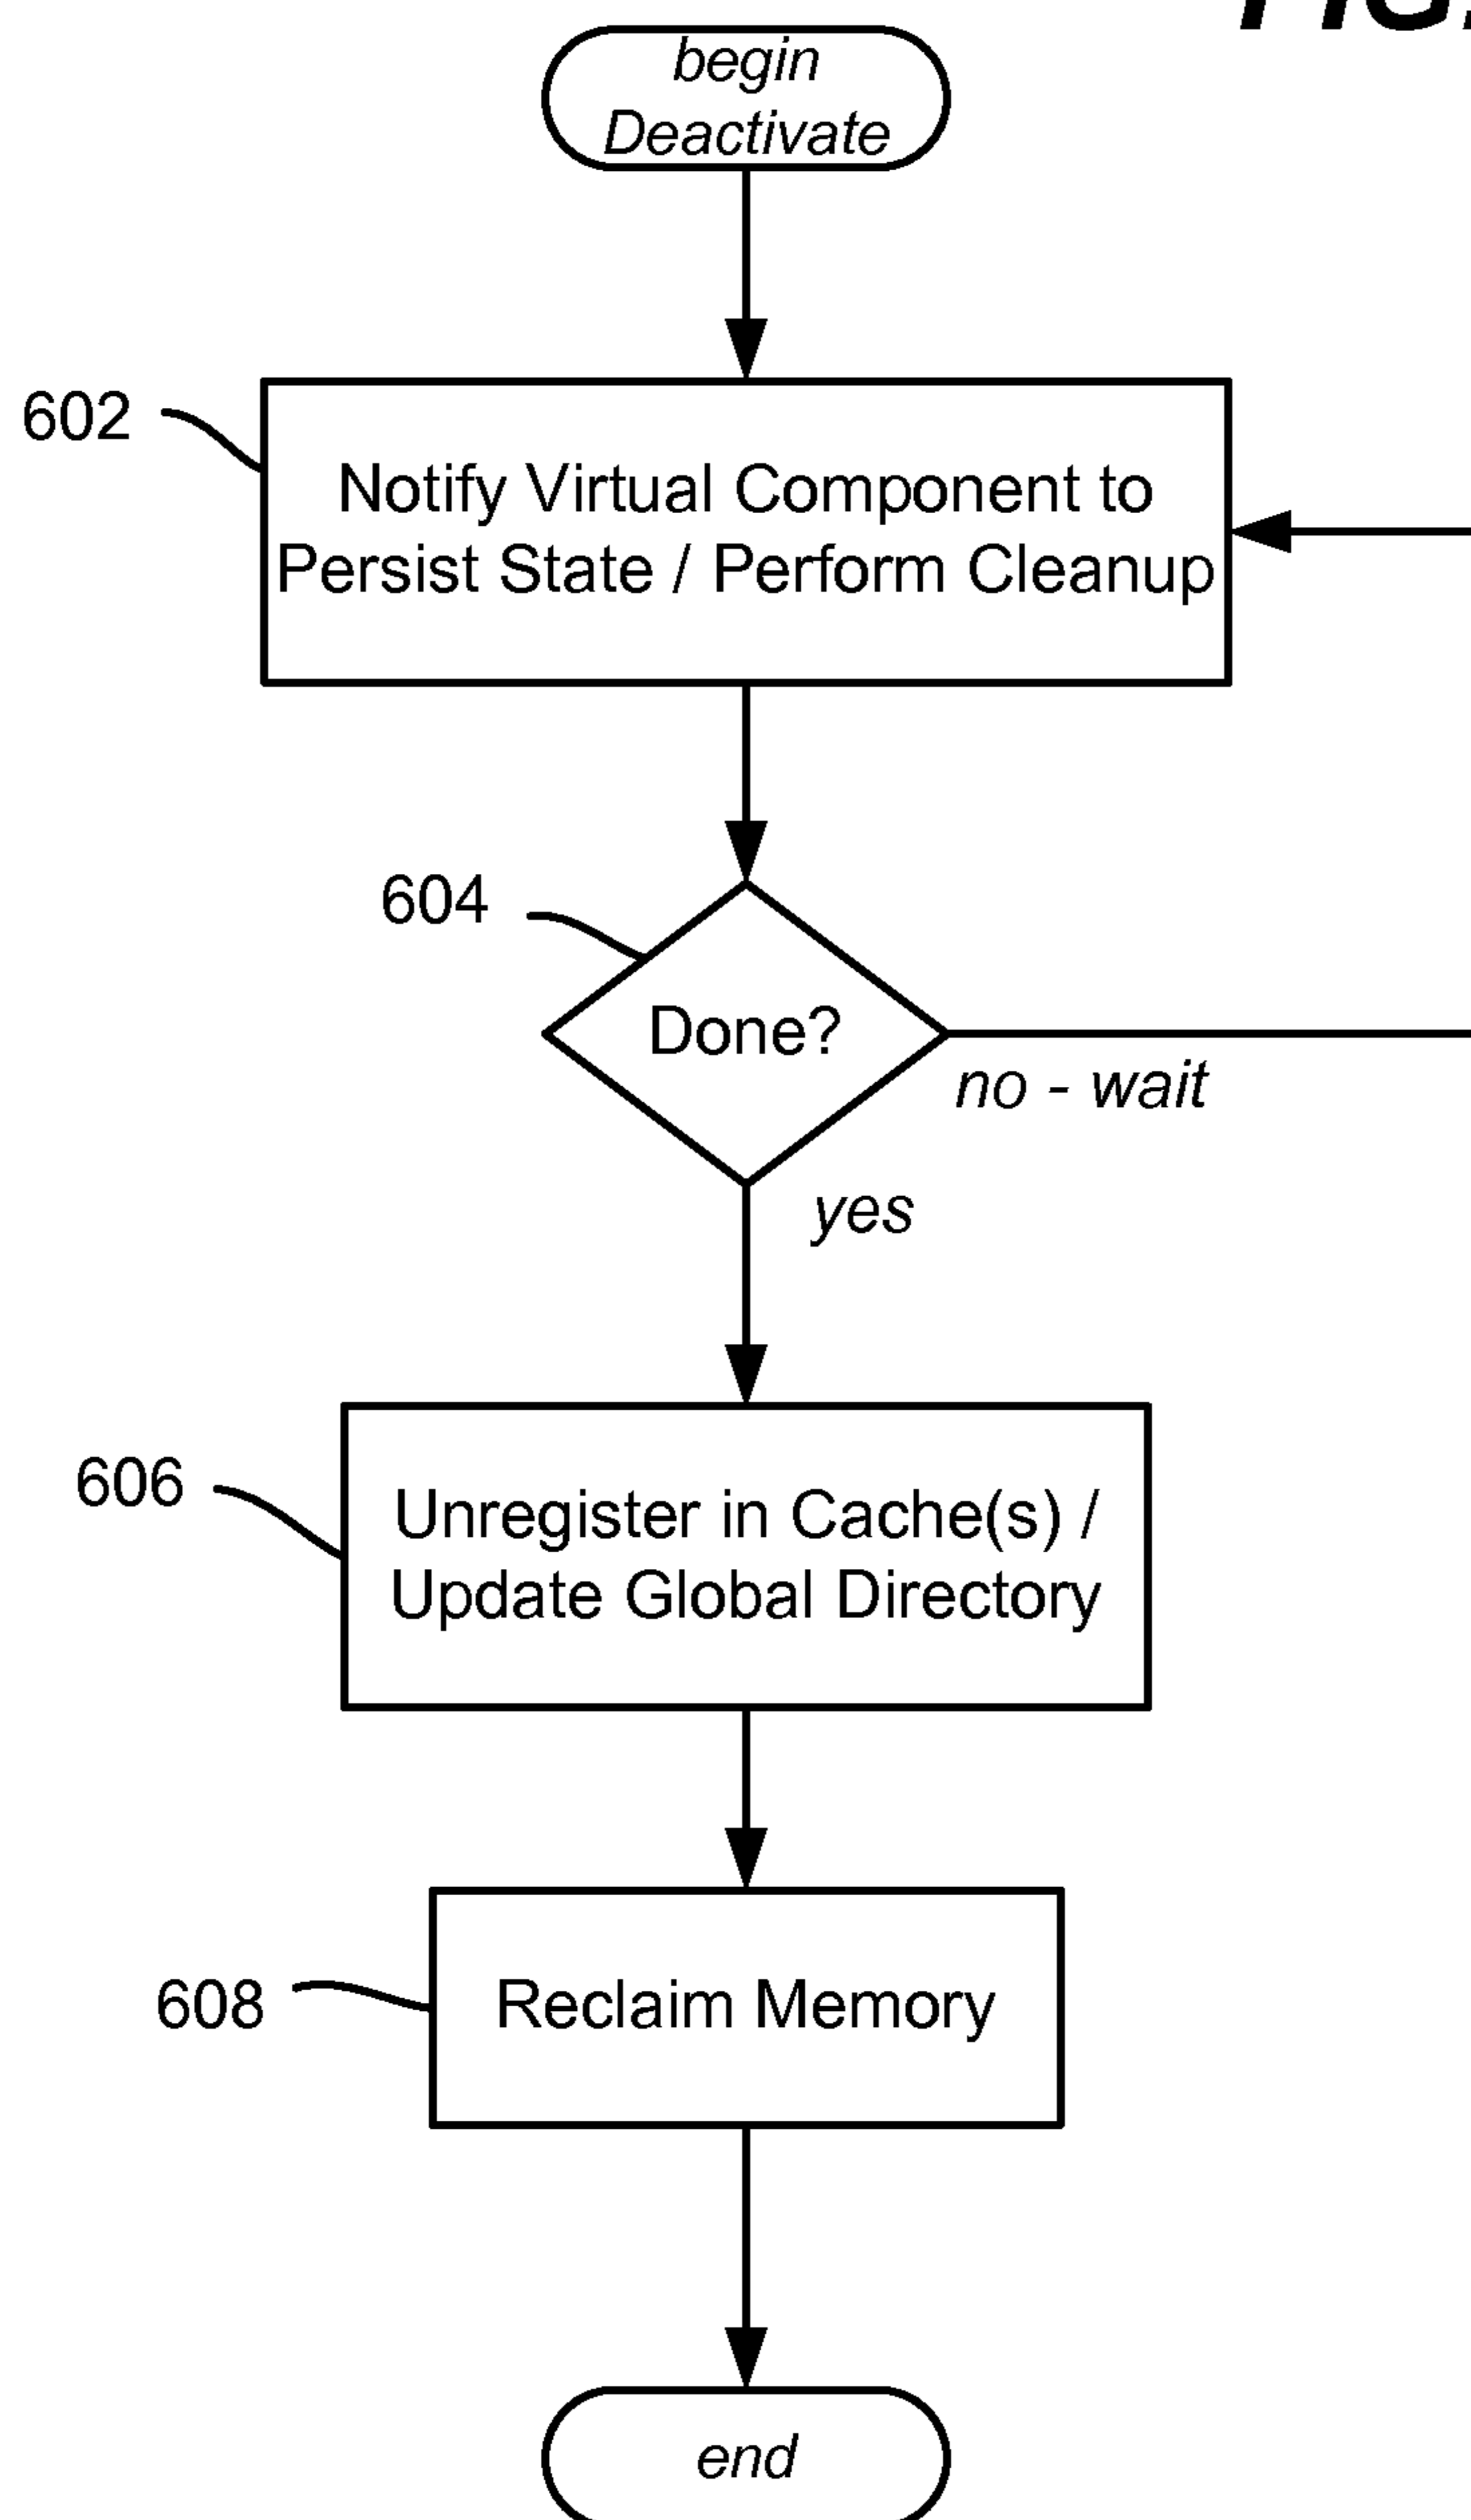 begin
Deactivate
602
Notify Virtual Component to
Persist State / Perform Cleanup
604
Done?
no - wait
yes
606
Unregister in Cache(s) /
Update Global Directory
608
Reclaim Memory
end